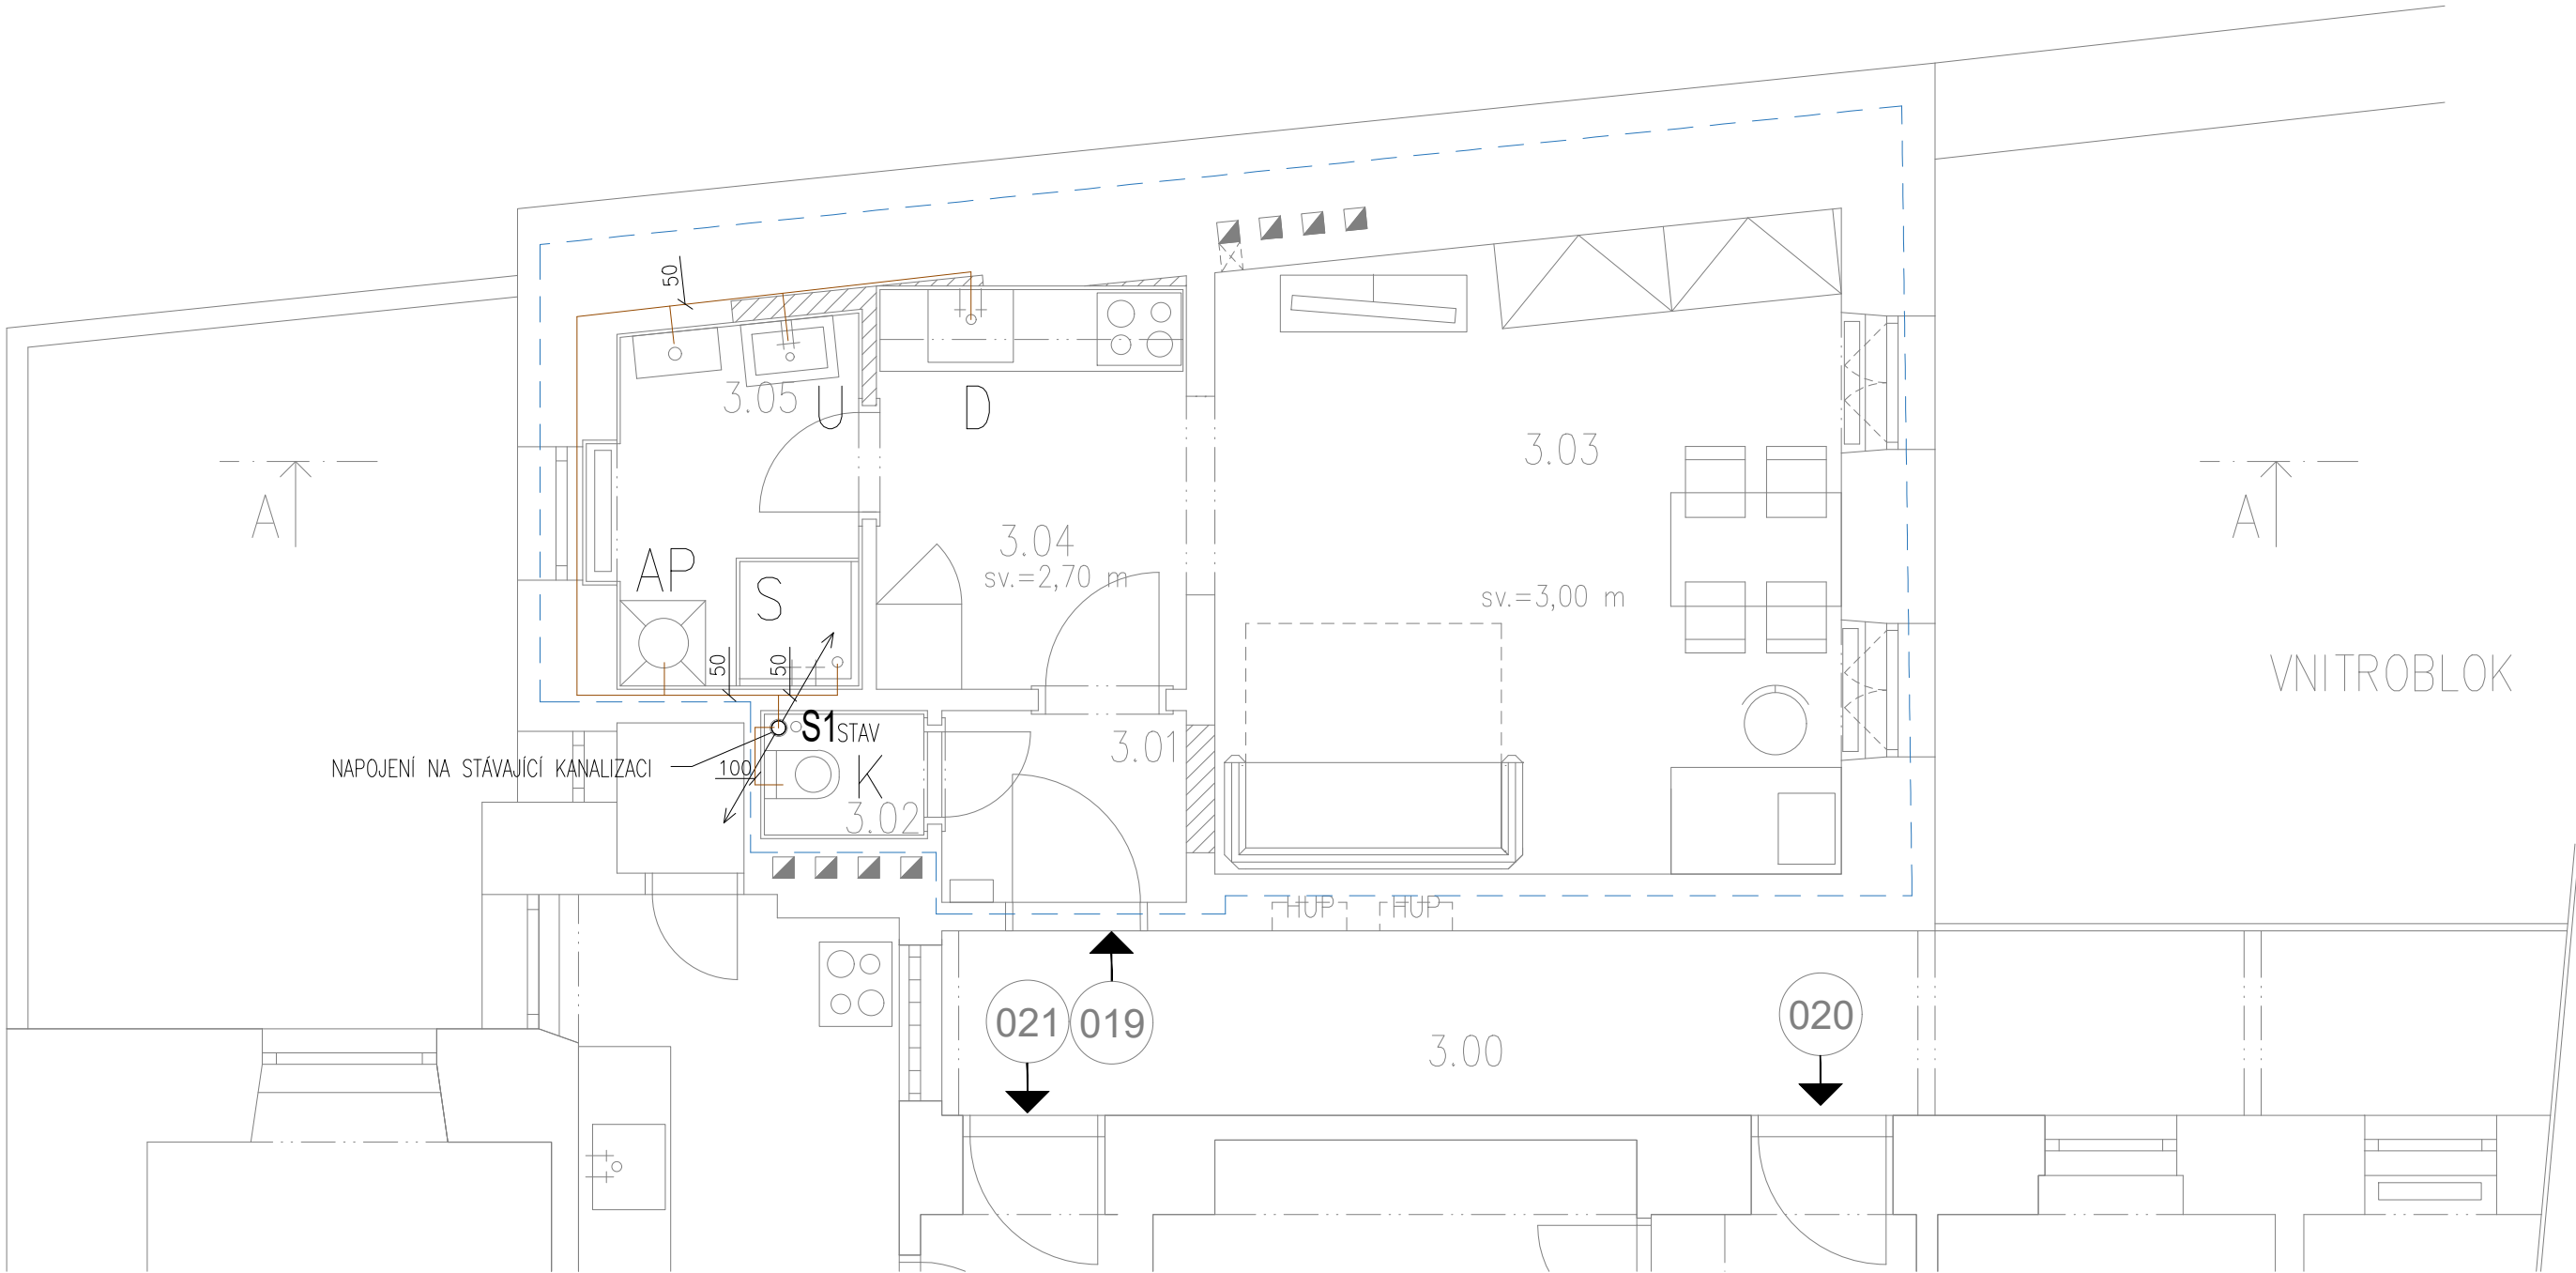 50
3.05
U
D
3.03
A
A
3.04
sv.=2,70 m
AP
S
sv.=3,00 m
50
50
VNITROBLOK
S1STAV
3.01
NAPOJENÍ NA STÁVAJÍCÍ KANALIZACI
100
K
3.02
HUP
HUP
021
019
020
3.00